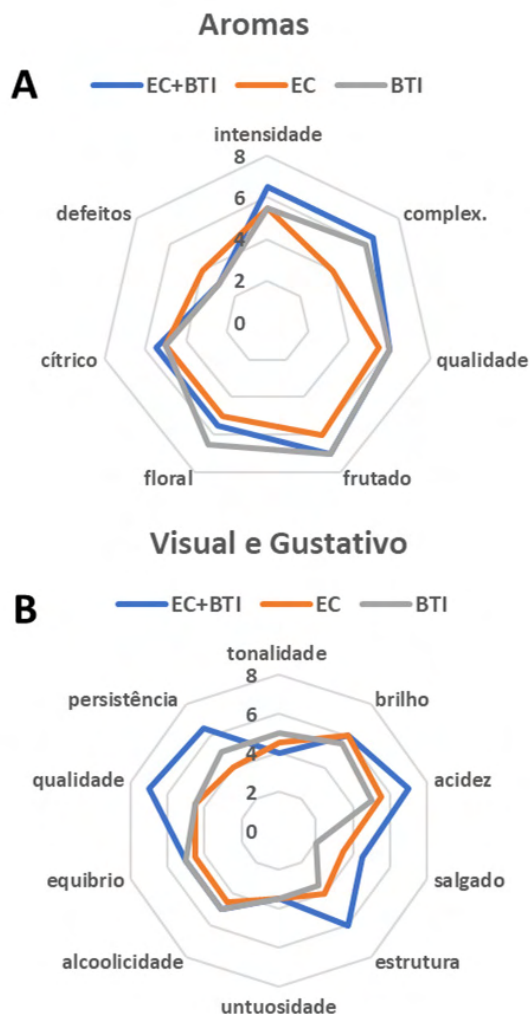 Aromas
A
EC+BTI EC BTI
intensidade
8
defeitos
complex.
6
4
2
0
cítrico
qualidade
floral
frutado
Visual e Gustativo
B
EC+BTI EC BTI
tonalidade
8
persistência
brilho
6
qualidade
acidez
4
2
0
equibrio
salgado
alcoolicidade
estrutura
untuosidade